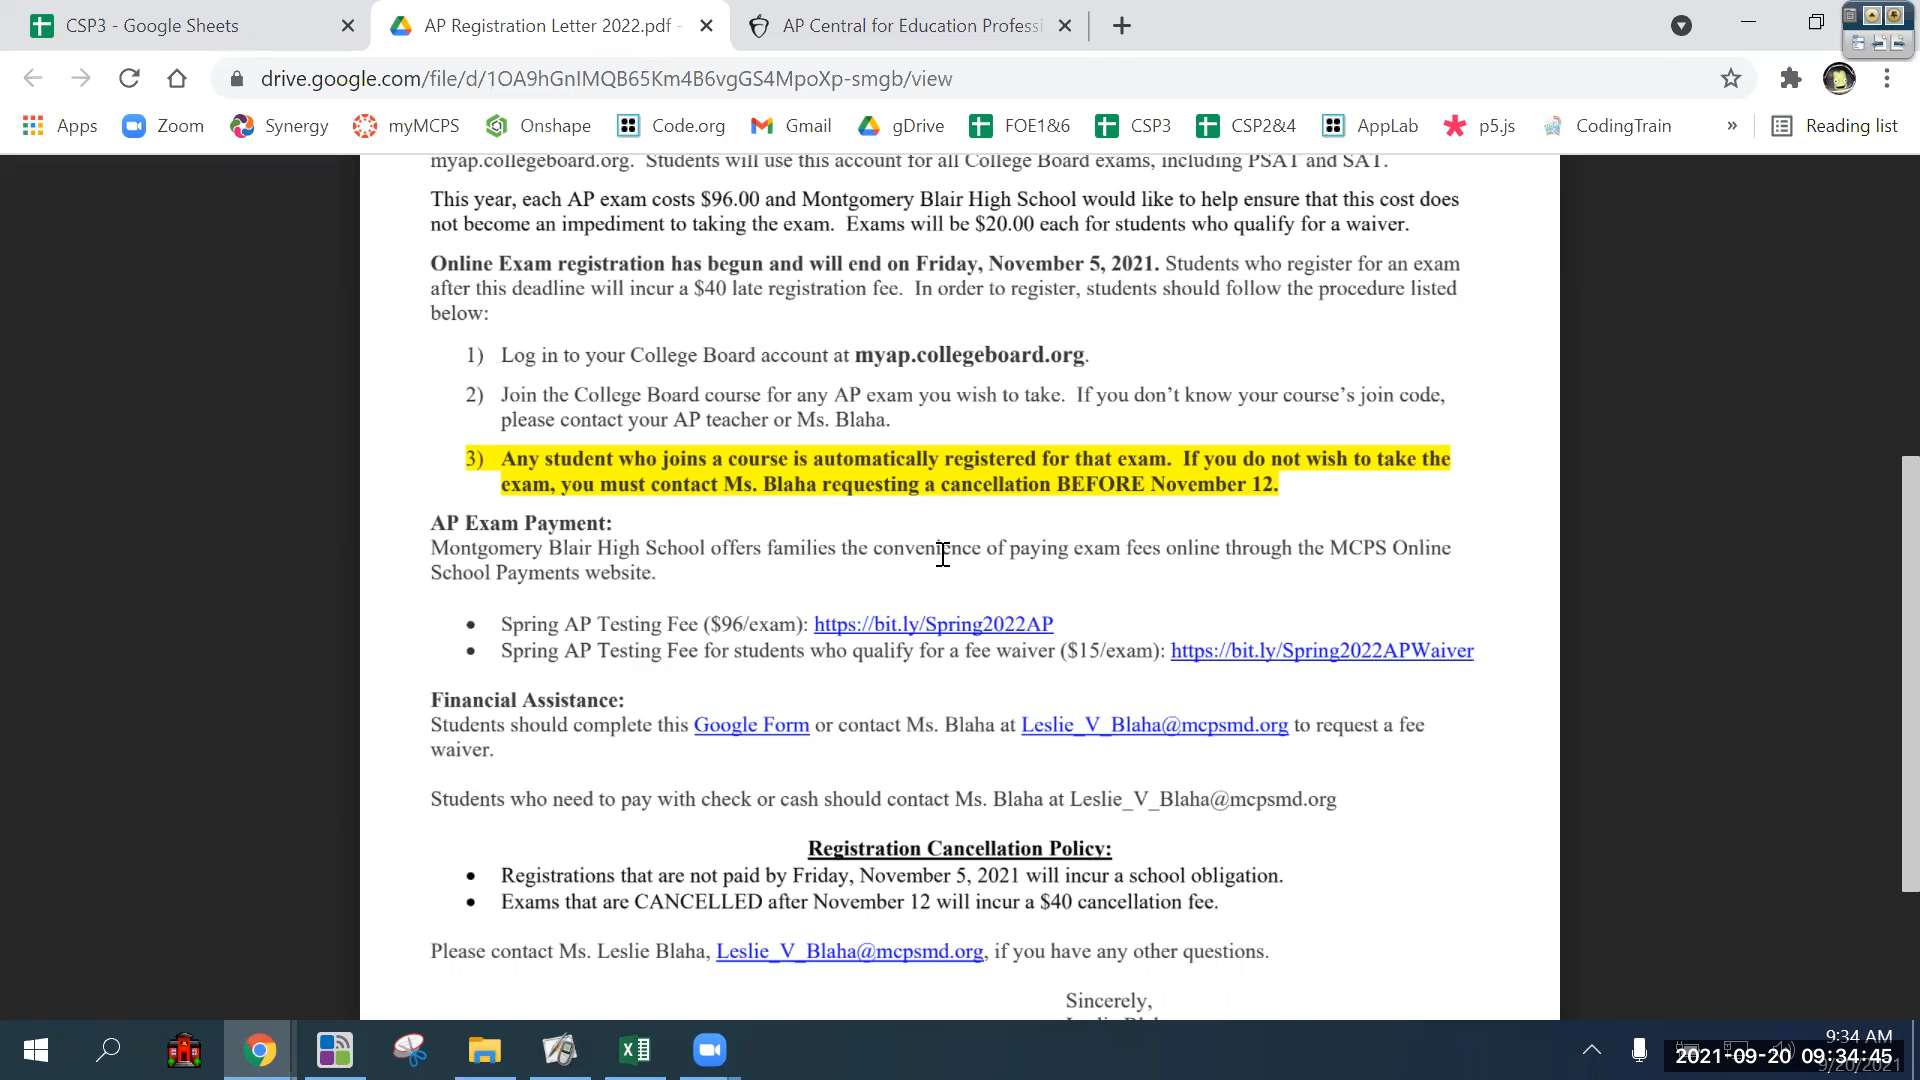 CSP3 - Google Sheets
AP Registration Letter 2022.pdf -
AP Central for Education Professi
drive.google.com/file/d/1OA9hGnIMQB65Km4B6vgGS4MpoXp-smgb/view
Apps Zoom Synergy myMCPS Onshape Code.org Gmail gDrive FOE1&6 CSP3 CSP2&4 AppLab p5.js CodingTrain » Reading list
myap.collegeboard.org. Students will use this account for all College Board exams, including PSAT and SAT.
This year, each AP exam costs $96.00 and Montgomery Blair High School would like to help ensure that this cost does
not become an impediment to taking the exam. Exams will be $20.00 each for students who qualify for a waiver.
Online Exam registration has begun and will end on Friday, November 5, 2021. Students who register for an exam
after this deadline will incur a $40 late registration fee. In order to register, students should follow the procedure listed
below:
1) Log in to your College Board account at myap.collegeboard.org.
2) Join the College Board course for any AP exam you wish to take. If you don’t know your course’s join code,
please contact your AP teacher or Ms. Blaha.
3) Any student who joins a course is automatically registered for that exam. If you do not wish to take the
exam, you must contact Ms. Blaha requesting a cancellation BEFORE November 12.
AP Exam Payment:
Montgomery Blair High School offers families the convenience of paying exam fees online through the MCPS Online
School Payments website.
• Spring AP Testing Fee ($96/exam): https://bit.ly/Spring2022AP
• Spring AP Testing Fee for students who qualify for a fee waiver ($15/exam): https://bit.ly/Spring2022APWaiver
Financial Assistance:
Students should complete this Google Form or contact Ms. Blaha at Leslie_V_Blaha@mcpsmd.org to request a fee
waiver.
Students who need to pay with check or cash should contact Ms. Blaha at Leslie_V_Blaha@mcpsmd.org
Registration Cancellation Policy:
• Registrations that are not paid by Friday, November 5, 2021 will incur a school obligation.
• Exams that are CANCELLED after November 12 will incur a $40 cancellation fee.
Please contact Ms. Leslie Blaha, Leslie_V_Blaha@mcpsmd.org, if you have any other questions.
Sincerely,
9:34 AM
2021-09-20 09:34:45
9/20/2021